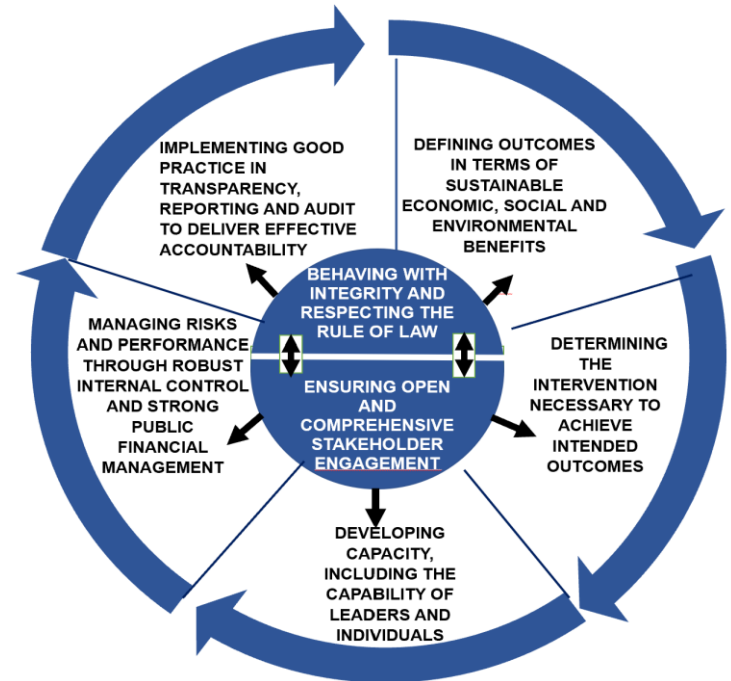 IMPLEMENTING GOOD
PRACTICE IN
TRANSPARENCY,
REPORTING AND AUDIT
TO DELIVER EFFECTIVE
ACCOUNTABILITY
DEFINING OUTCOMES
IN TERMS OF
SUSTAINABLE
ECONOMIC, SOCIAL AND
ENVIRONMENTAL
BENEFITS
BEHAVING WITH
INTEGRITY AND
RESPECTING THE
RULE OF LAW
MANAGING RISKS
AND PERFORMANCE
THROUGH ROBUST
INTERNAL CONTROL
AND STRONG
PUBLIC
FINANCIAL
MANAGEMENT
ENSURING OPEN
AND
COMPREHENSIVE
STAKEHOLDER
ENGAGEMENT
DETERMINING
THE
INTERVENTION
NECESSARY TO
ACHIEVE
INTENDED
OUTCOMES
DEVELOPING
CAPACITY,
INCLUDING THE
CAPABILITY OF
LEADERS AND
INDIVIDUALS